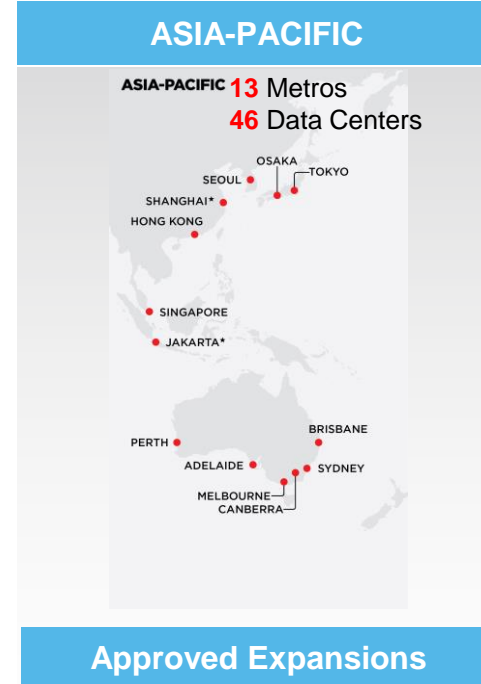 ASIA-PACIFIC
ASIA-PACIFIC 13 Metros
46 Data Centers
OSAKA
TOKYO
SEOUL
SHANGHAI*
HONG KONG
SINGAPORE
JAKARTA*
BRISBANE
PERTH
ADELAIDE
SYDNEY
MELBOURNE
CANBERRA
Approved Expansions